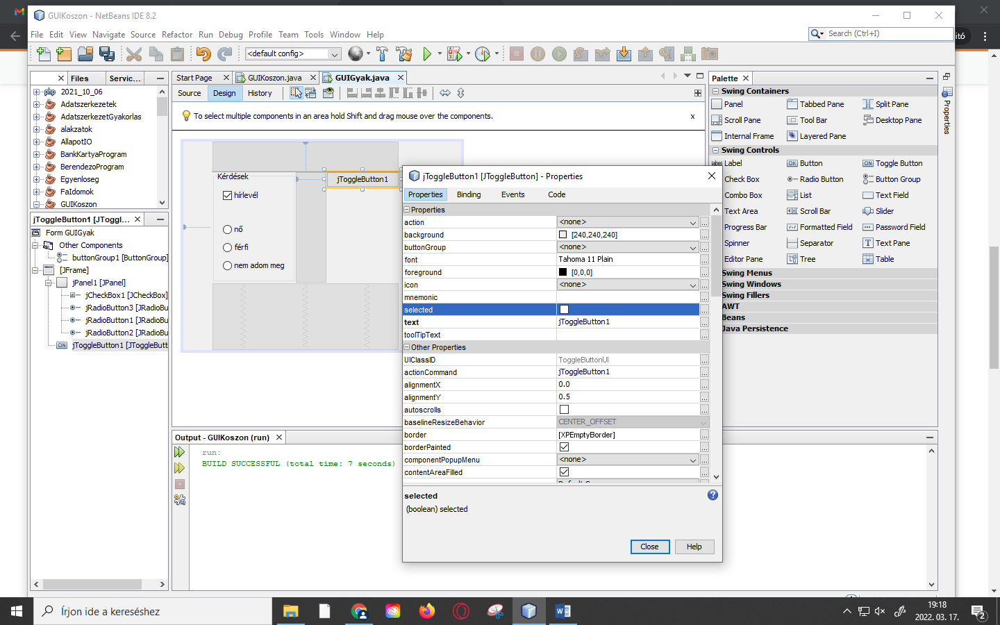 GUIKoszon - NetBeans IDE 8.2
File Edit View Navigate Source Refactor Run Debug Profile Team Tools Window Help
Search (Ctrl+I)
itó
<default config>
Files Servic...
Start Page GUIKoszon.java GUIGyak.java
Source Design History
To select multiple components in an area hold Shift and drag mouse over the components.
x
2021_10_06
Adatszerkezetek
AdatszerkezetGyakorlas
alakzatok
AllapotIO
BankKartyaProgram
BerendezoProgram
Egyenloseg
FaIdomok
GUIKoszon
jToggleButton1 [JToggl...
Form GUIGyak
Other Components
buttonGroup1 [ButtonGroup]
[JFrame]
jPanel1 [JPanel]
jCheckBox1 [JCheckBox]
jRadioButton3 [JRadioBu
jRadioButton1 [JRadioBu
jRadioButton2 [JRadioBu
ON
jToggleButton1 [JToggleButt
Kérdések
hírlevél
nő
férfi
nem adom meg
jToggleButton1
jToggleButton1 [JToggleButton] - Properties
Properties Binding Events Code
Properties
action <none> ...
background [240,240,240] ...
buttonGroup <none> ...
font Tahoma 11 Plain ...
foreground [0,0,0] ...
icon <none> ...
mnemonic ...
selected ...
text jToggleButton1 ...
toolTipText ...
Other Properties
UIClassID ToggleButtonUI ...
actionCommand jToggleButton1 ...
alignmentX 0.0 ...
alignmentY 0.5 ...
autoscrolls ...
baselineResizeBehavior CENTER_OFFSET
border [XPEmptyBorder] ...
borderPainted ...
componentPopupMenu <none> ...
contentAreaFilled ...
selected
(boolean) selected
Close Help
Palette
Swing Containers
Panel Tabbed Pane Split Pane
Scroll Pane Tool Bar Desktop Pane
Internal Frame Layered Pane
Swing Controls
Label Button Toggle Button
Check Box Radio Button Button Group
Combo Box List Text Field
Text Area Scroll Bar Slider
Progress Bar Formatted Field Password Field
Spinner Separator Text Pane
Editor Pane Tree Table
Swing Menus
Swing Windows
Swing Fillers
AWT
Beans
Java Persistence
Properties
Output - GUIKoszon (run)
run:
BUILD SUCCESSFUL (total time: 7 seconds)
Írjon ide a kereséshez
19:18
2022. 03. 17.
2